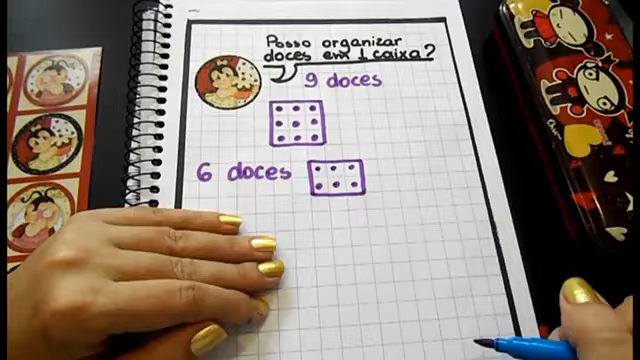 Posso organizar
doces em 1 caixa?
9 doces
6 doces